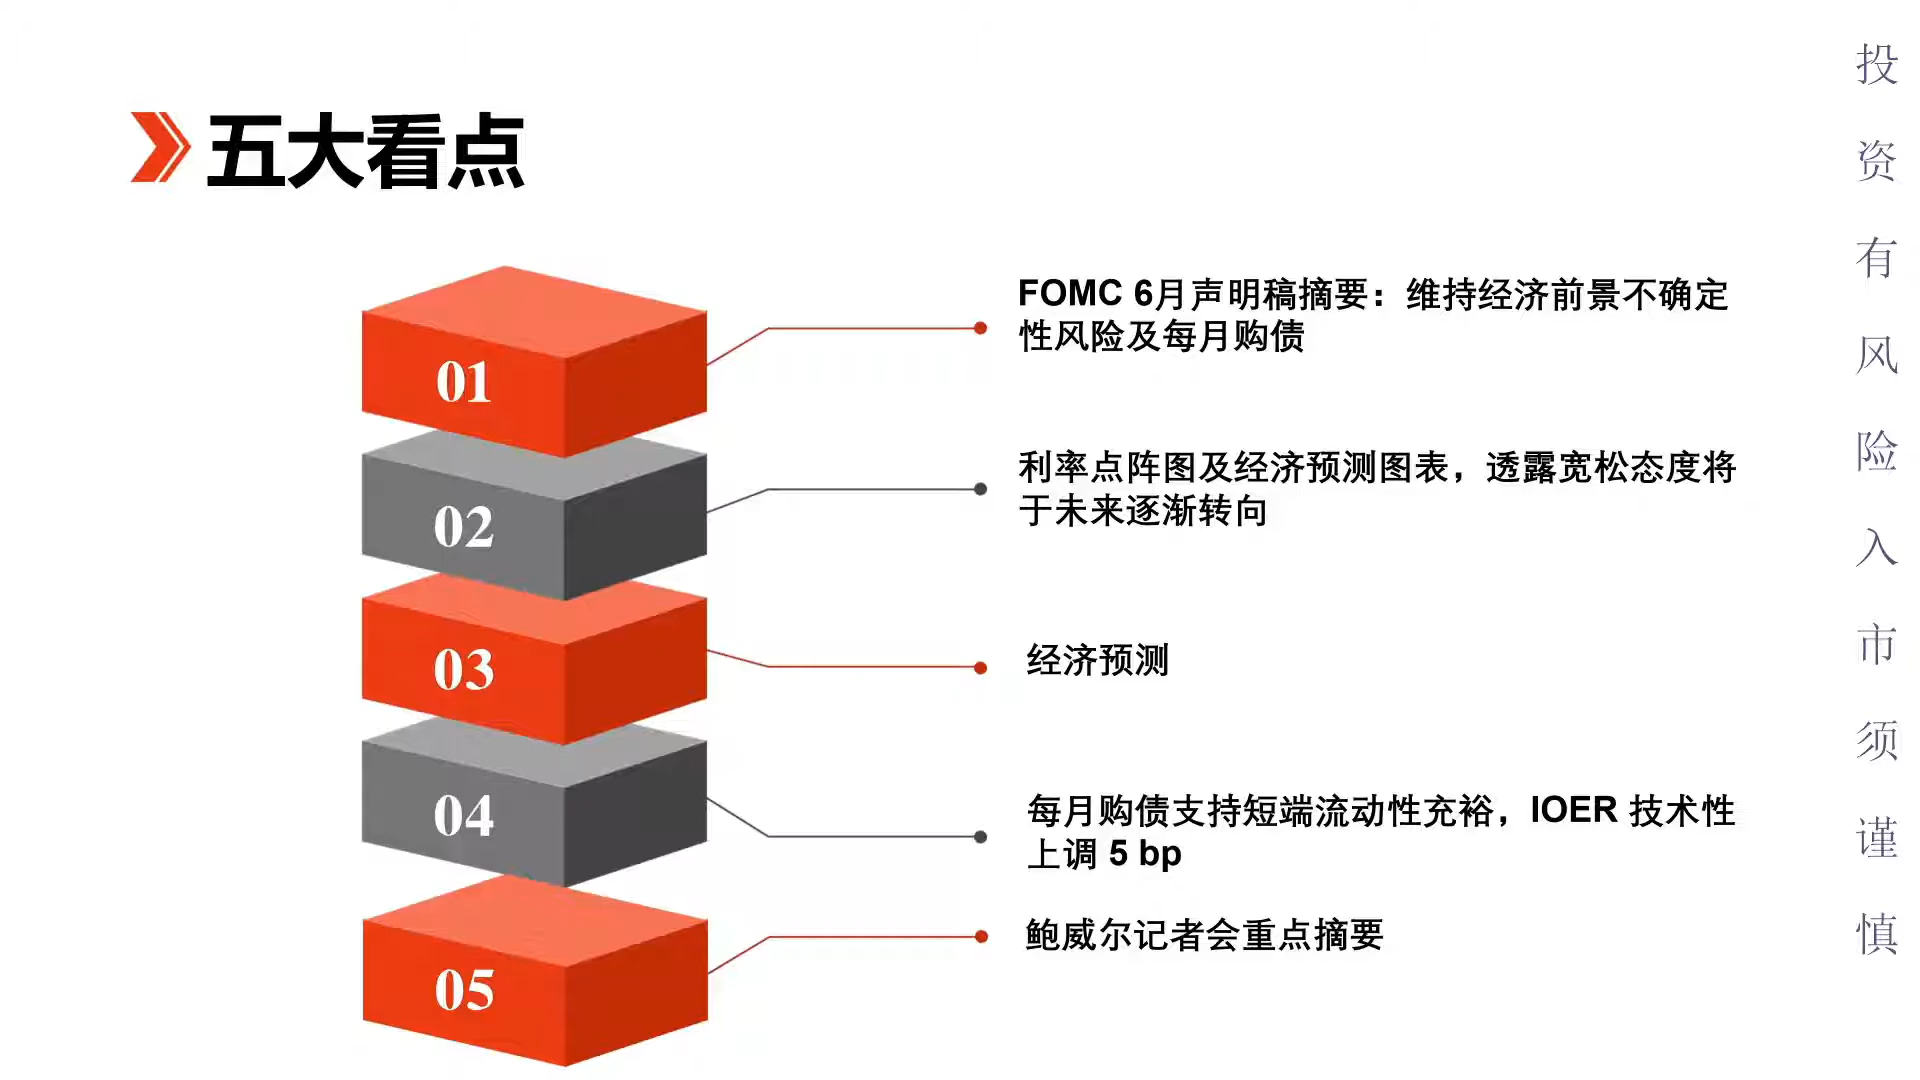 五大看点
01
FOMC 6月声明稿摘要：维持经济前景不确定
性风险及每月购债
02
利率点阵图及经济预测图表，透露宽松态度将
于未来逐渐转向
03
经济预测
04
每月购债支持短端流动性充裕，IOER 技术性
上调 5 bp
05
鲍威尔记者会重点摘要
投资有风险入市须谨慎